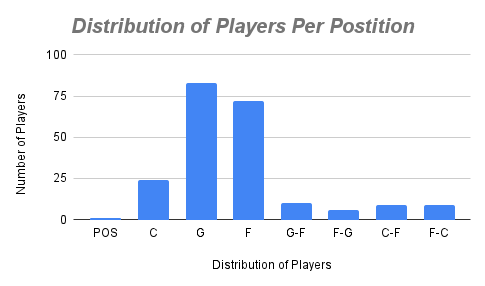 Distribution of Players Per Postition
Number of Players
100
75
50
25
0
POS C G F G-F F-G C-F F-C
Distribution of Players